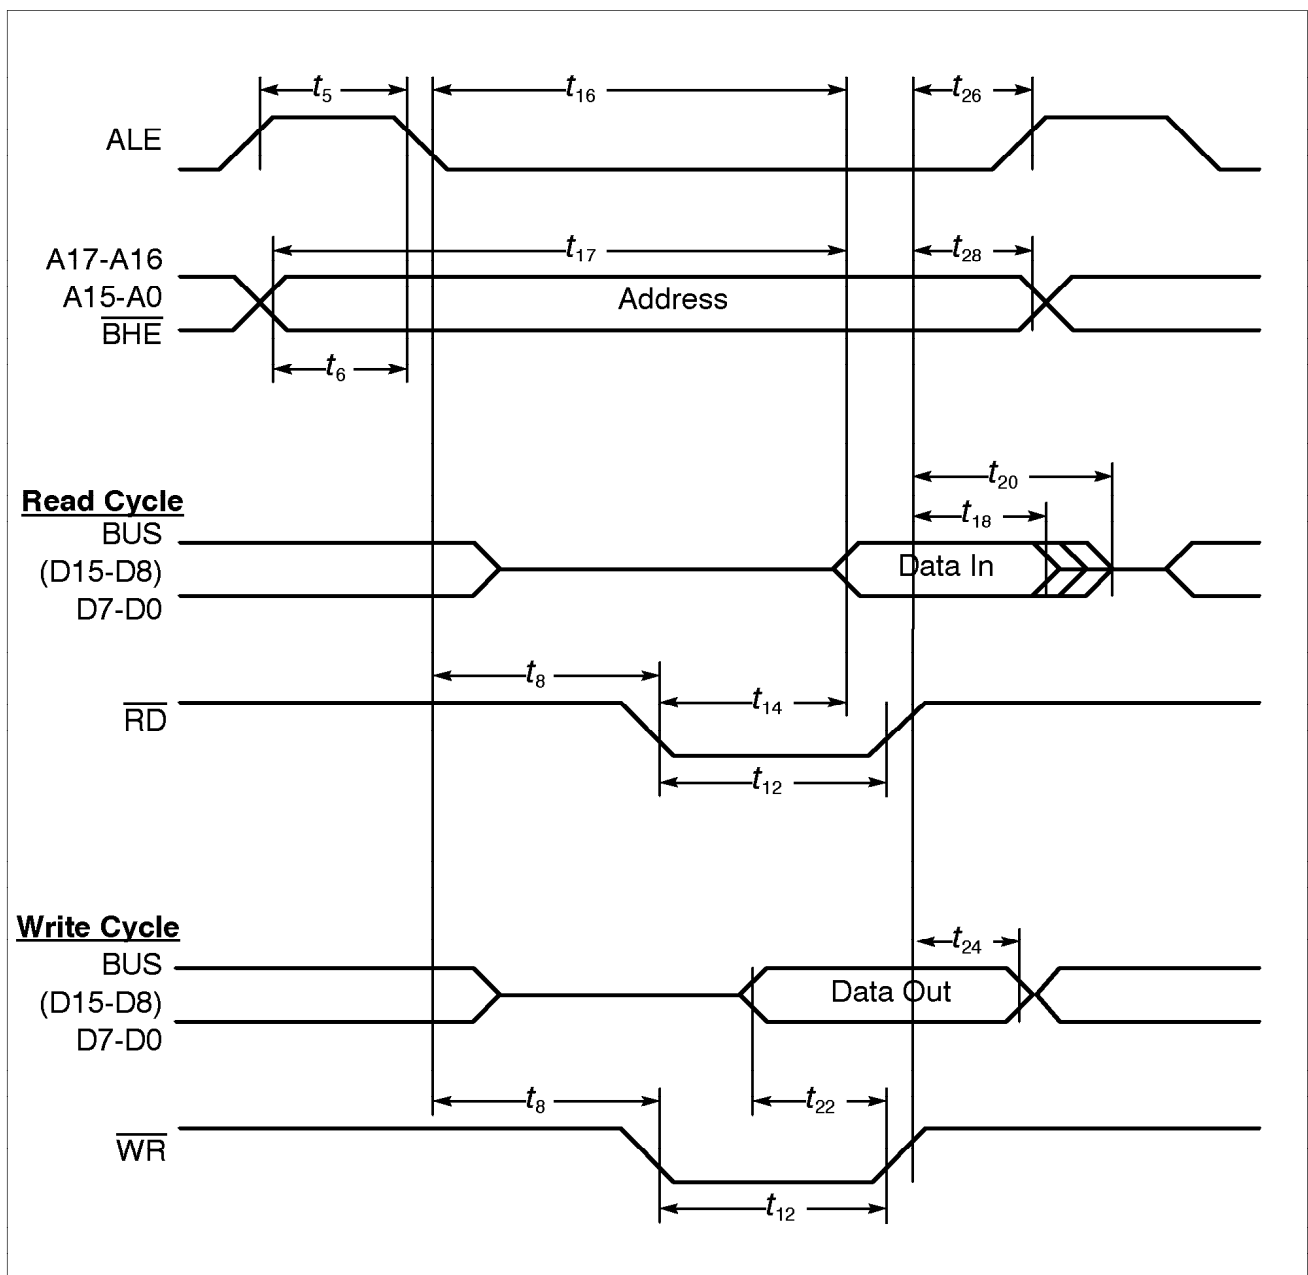 t5 t16 t26
ALE
t17 t28
A17-A16
A15-A0 Address
BHE
t6
t20
Read Cycle
t18
BUS
(D15-D8) Data In
D7-D0
t8
t14
RD
t12
Write Cycle
t24
BUS
(D15-D8) Data Out
D7-D0
t8 t22
WR
t12